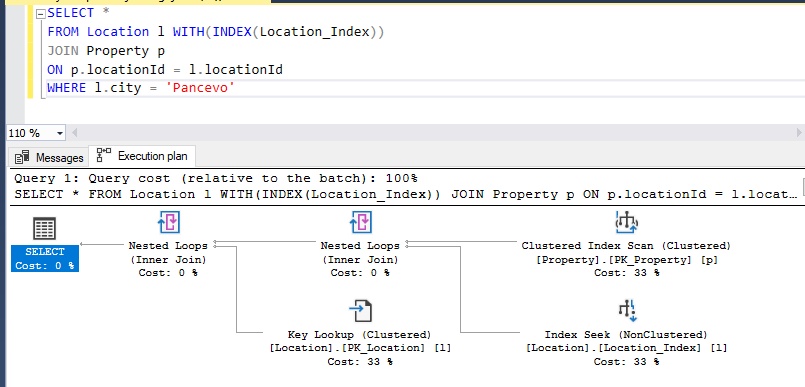 SELECT *
FROM Location l WITH(INDEX(Location_Index))
JOIN Property p
ON p.locationId = l.locationId
WHERE l.city = 'Pancevo'
110 %
Messages
Execution plan
Query 1: Query cost (relative to the batch): 100%
SELECT * FROM Location l WITH(INDEX(Location_Index)) JOIN Property p ON p.locationId = l.locat...
SELECT
Cost: 0 %
Nested Loops
(Inner Join)
Cost: 0 %
Nested Loops
(Inner Join)
Cost: 0 %
Clustered Index Scan (Clustered)
[Property].[PK_Property] [p]
Cost: 33 %
Key Lookup (Clustered)
[Location].[PK_Location] [l]
Cost: 33 %
Index Seek (NonClustered)
[Location].[Location_Index] [l]
Cost: 33 %